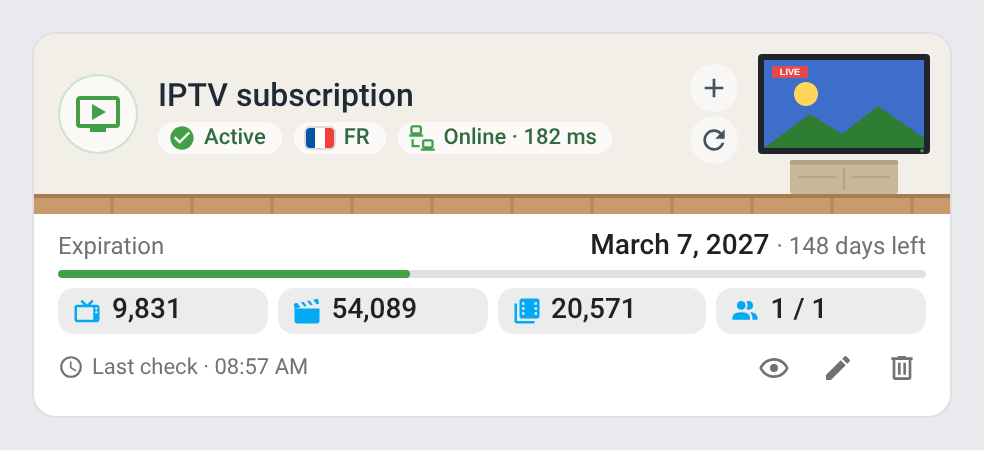 IPTV subscription
LIVE
Active
FR
Online · 182 ms
Expiration
March 7, 2027 · 148 days left
9,831
54,089
20,571
1 / 1
Last check · 08:57 AM